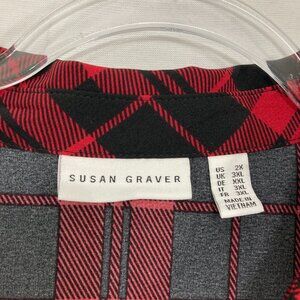 SUSAN GRAVER
US 2X
UK 3XL
DE XXL
IT 3XL
FR 3XL
MADE IN
VIETNAM